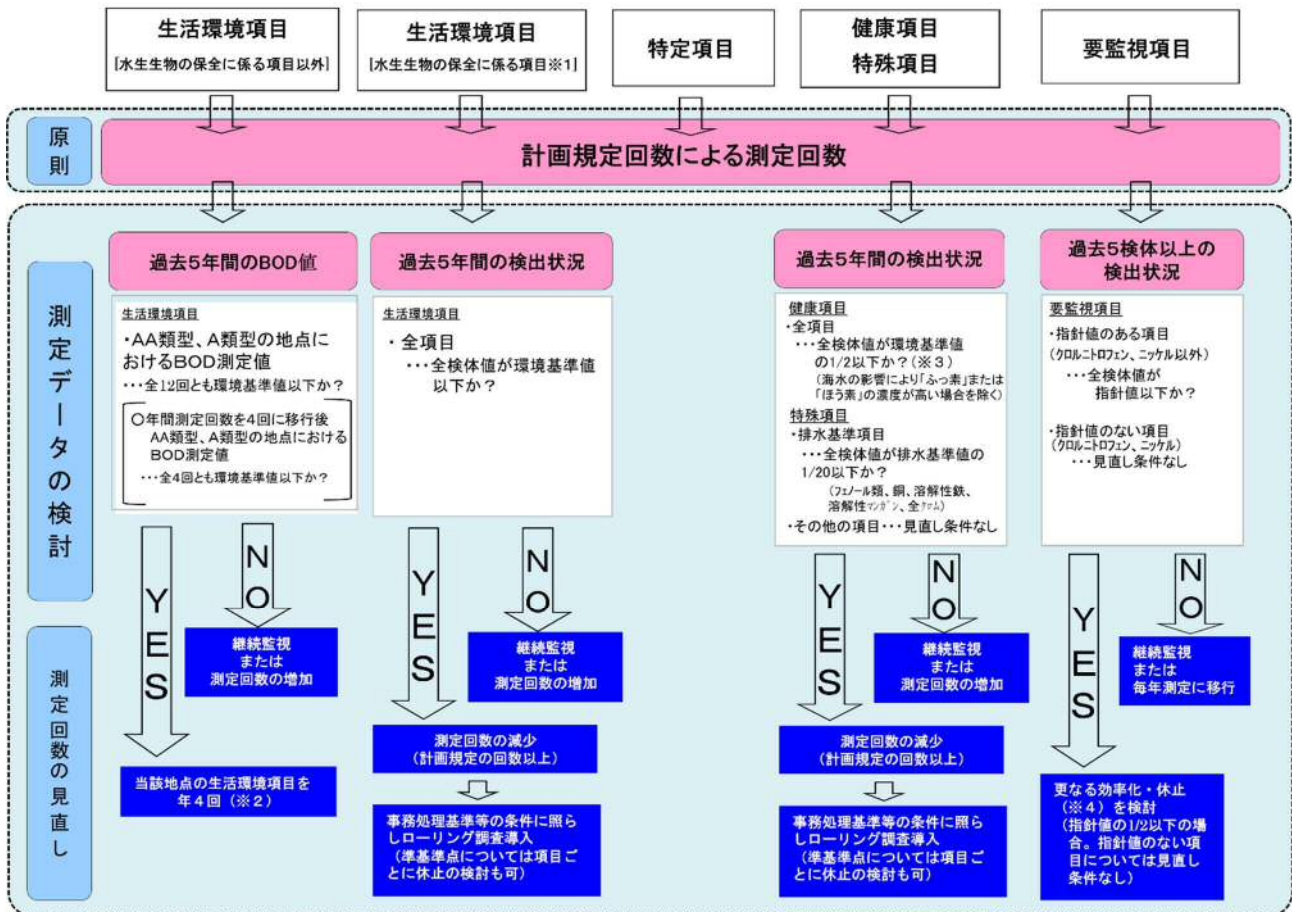 生活環境項目
[水生生物の保全に係る項目以外]
生活環境項目
[水生生物の保全に係る項目※1]
特定項目
健康項目
特殊項目
要監視項目
原則
計画規定回数による測定回数
測定データの検討
過去5年間のBOD値
生活環境項目
・AA類型、A類型の地点に
おけるBOD測定値
・・・全12回とも環境基準値以下か？
○年間測定回数を4回に移行後
AA類型、A類型の地点における
BOD測定値
・・・全4回とも環境基準値以下か？
過去5年間の検出状況
生活環境項目
・全項目
・・・全検体値が環境基準値
以下か？
過去5年間の検出状況
健康項目
・全項目
・・・全検体値が環境基準値
の1/2以下か？(※3)
(海水の影響により「ふっ素」または
「ほう素」の濃度が高い場合を除く)
特殊項目
・排水基準項目
・・・全検体値が排水基準値の
1/20以下か？
(フェノール類、銅、溶解性鉄、
溶解性マンガン、全クロム)
・その他の項目・・・見直し条件なし
過去5検体以上の
検出状況
要監視項目
・指針値のある項目
(クロルニトロフェン、ニッケル以外)
・・・全検体値が
指針値以下か？
・指針値のない項目
(クロルニトロフェン、ニッケル)
・・・見直し条件なし
測定回数の見直し
YES
NO
継続監視
または
測定回数の増加
当該地点の生活環境項目を
年4回(※2)
YES
NO
継続監視
または
測定回数の増加
測定回数の減少
(計画規定の回数以上)
事務処理基準等の条件に照ら
しローリング調査導入
(準基準点については項目ご
とに休止の検討も可)
YES
NO
継続監視
または
測定回数の増加
測定回数の減少
(計画規定の回数以上)
事務処理基準等の条件に照ら
しローリング調査導入
(準基準点については項目ご
とに休止の検討も可)
YES
NO
継続監視
または
毎年測定に移行
更なる効率化・休止
(※4)を検討
(指針値の1/2以下の場
合。指針値のない項
目については見直し
条件なし)